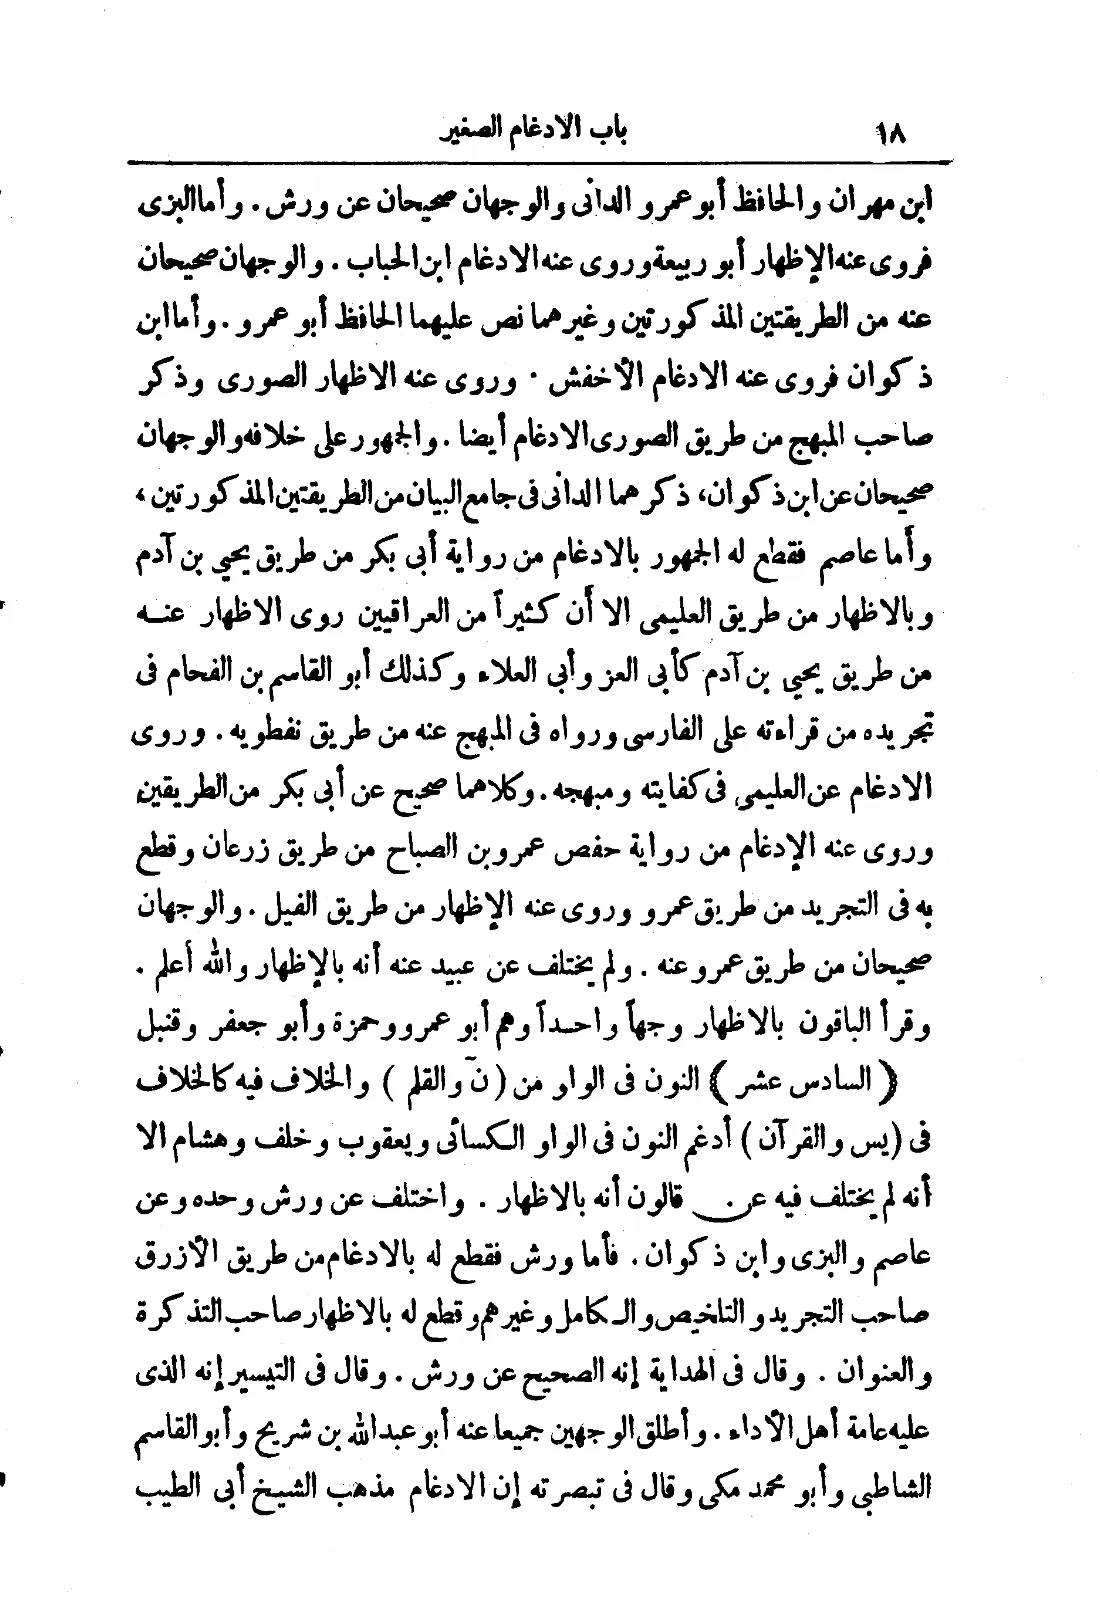 ١٨ باب الادغام الصغير
ابن مهران والحافظ أبو عمرو الدانى والوجهان صحيحان عن ورش . وأما البزى
فروى عنه الإظهار أبو ربيعة وروى عنه الادغام ابن الحباب . والوجهان صحيحان
عنه من الطريقتين المذكورتين وغيرهما نص عليهما الحافظ أبو عمرو . وأما ابن
ذكوان فروى عنه الادغام الأخفش . وروى عنه الاظهار الصورى وذكر
صاحب المبهج من طريق الصورى الادغام أيضا . والجمهور على خلافه والوجهان
صحيحان عن ابن ذكوان، ذكرهما الدانى فى جامع البيان من الطريقتين المذكورتين ،
وأما عاصم فقطع له الجمهور بالادغام من رواية أبى بكر من طريق يحيي بن آدم
وبالاظهار من طريق العليمى الا أن كثيراً من العراقيين روى الاظهار عنه
من طريق يحيي بن آدم كأبى العز وأبى العلاء وكذلك أبو القاسم بن الفحام فى
تجريده من قراءته على الفارسى ورواه فى المبهج عنه من طريق نفطويه . وروى
الادغام عن العليمى فى كفايته ومبهجه . وكلاهما صحيح عن أبى بكر من الطريقين
وروى عنه الإدغام من رواية حفص عمرو بن الصباح من طريق زرعان وقطع
به فى التجريد من طريق عمرو وروى عنه الإظهار من طريق الفيل . والوجهان
صحيحان من طريق عمرو عنه . ولم يختلف عن عبيد عنه أنه بالإظهار والله أعلم .
وقرأ الباقون بالاظهار وجهاً واحداً وهم أبو عمرو وحمزة وأبو جعفر وقنبل
﴿ السادس عشر ﴾ النون فى الواو من ( نۤ والقلم ) والخلاف فيه كالخلاف
فى (يس والقرآن ) أدغم النون فى الواو الكسائى ويعقوب وخلف وهشام الا
أنه لم يختلف فيه عن قالون أنه بالاظهار . واختلف عن ورش وحده وعن
عاصم والبزى وابن ذكوان . فأما ورش فقطع له بالادغام من طريق الأزرق
صاحب التجريد والتلخيص والكامل وغيرهم وقطع له بالاظهار صاحب التذكرة
والعنوان . وقال فى الهداية إنه الصحيح عن ورش . وقال فى التيسير إنه الذى
عليه عامة أهل الأداء . وأطلق الوجهين جميعا عنه أبو عبد الله بن شريح وأبو القاسم
الشاطبى وأبو محمد مكى وقال فى تبصرته إن الادغام مذهب الشيخ أبى الطيب